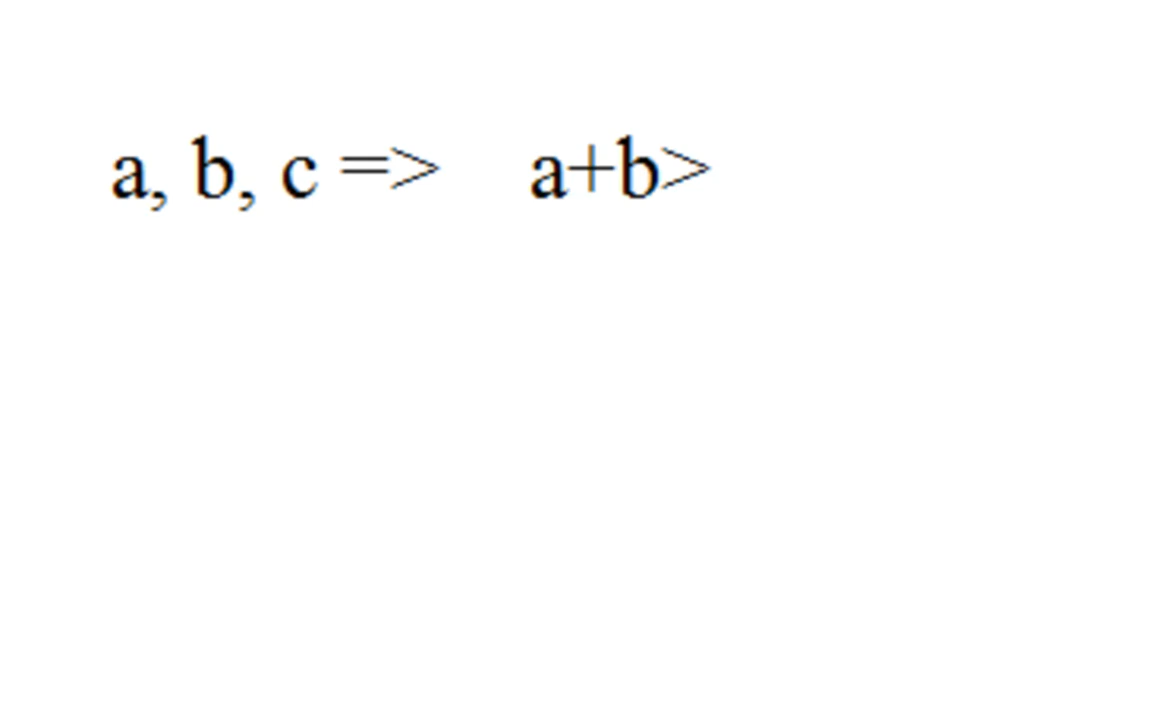 a, b, c => a+b>